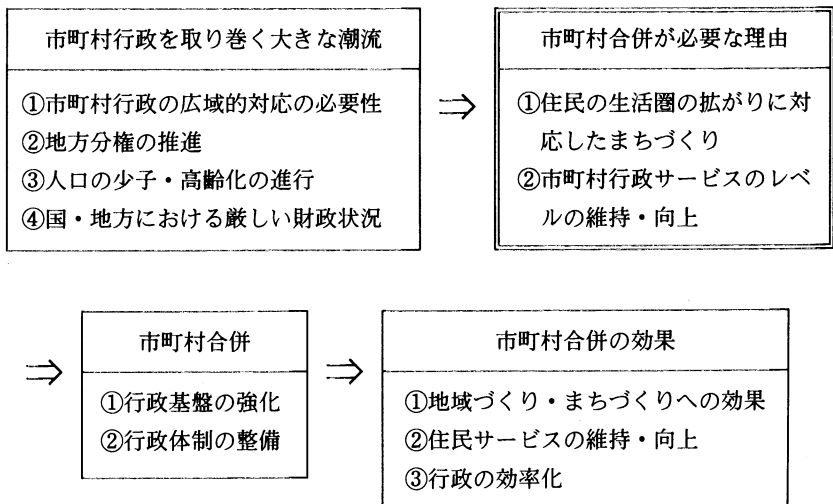 市町村行政を取り巻く大きな潮流
①市町村行政の広域的対応の必要性
②地方分権の推進
③人口の少子・高齢化の進行
④国・地方における厳しい財政状況
⇒
市町村合併が必要な理由
①住民の生活圏の拡がりに対
応したまちづくり
②市町村行政サービスのレベ
ルの維持・向上
⇒
市町村合併
①行政基盤の強化
②行政体制の整備
⇒
市町村合併の効果
①地域づくり・まちづくりへの効果
②住民サービスの維持・向上
③行政の効率化